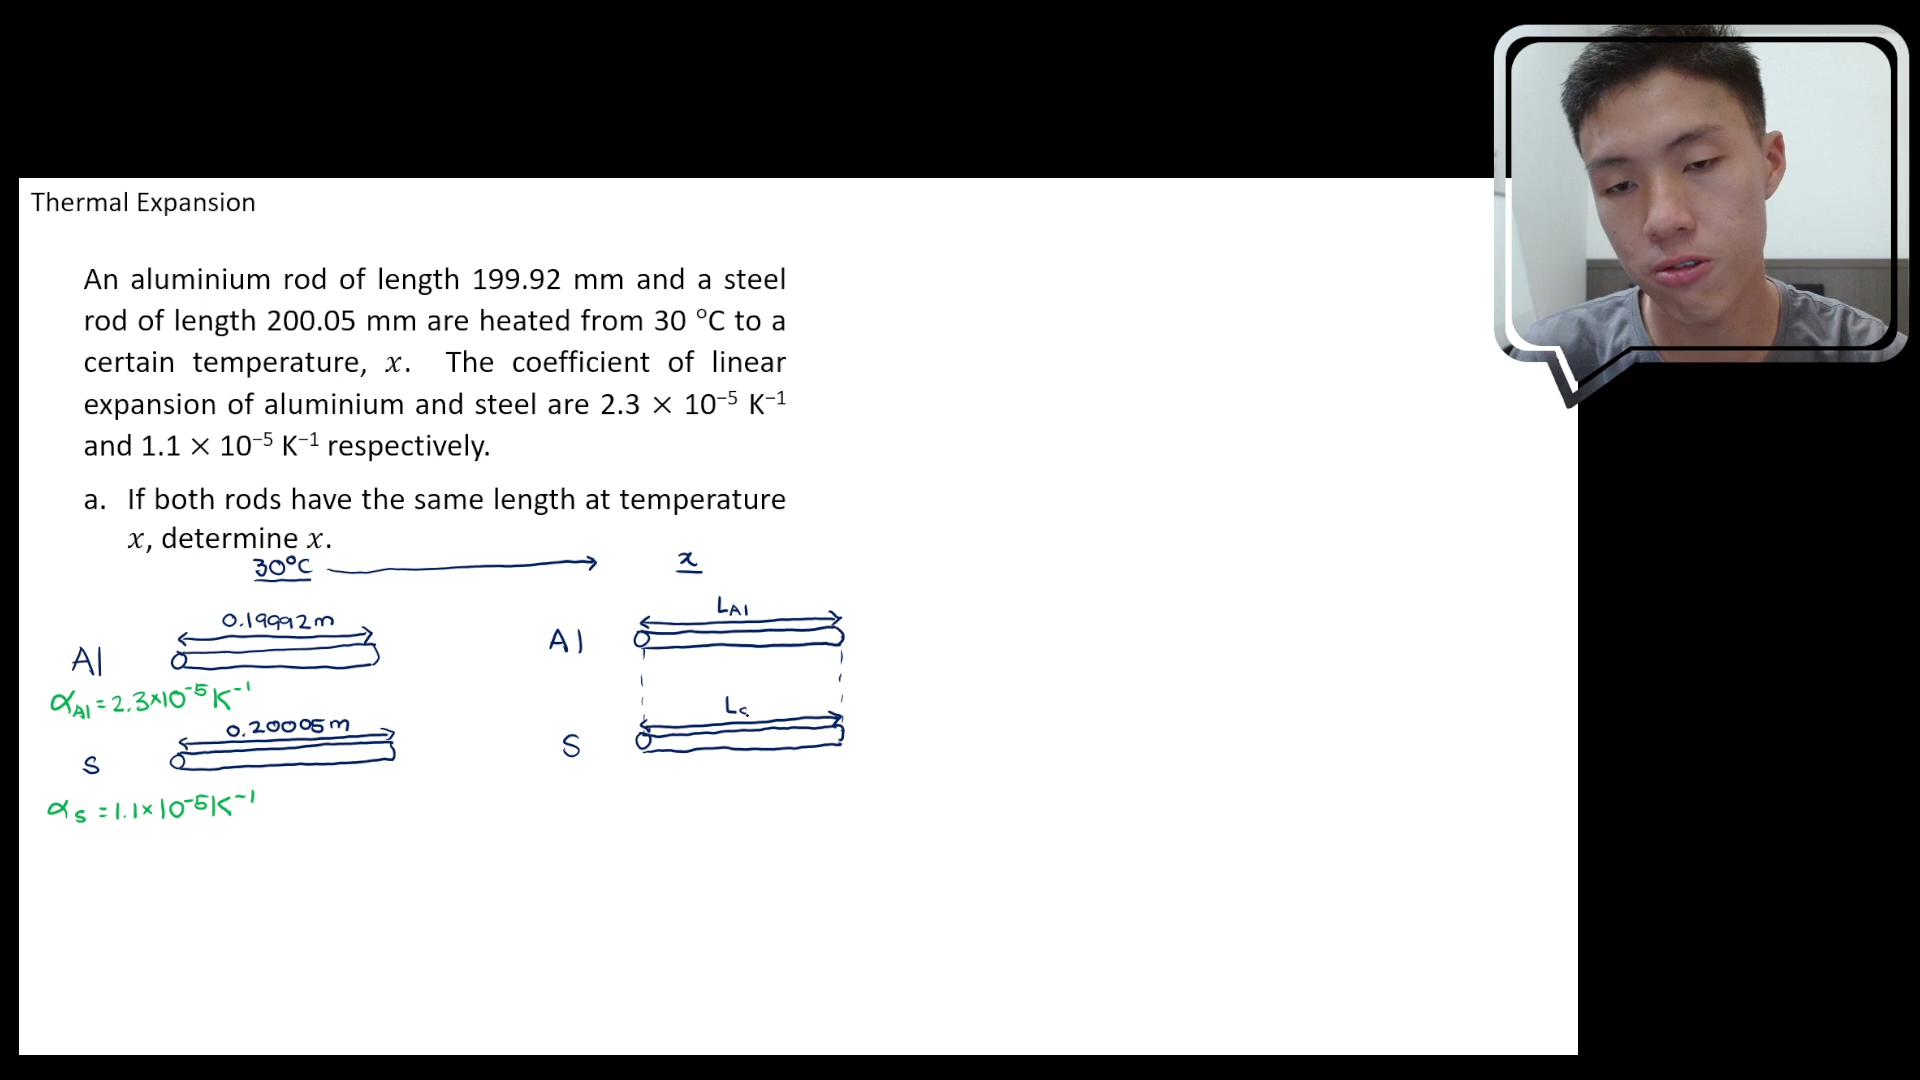 Thermal Expansion
An aluminium rod of length 199.92 mm and a steel
rod of length 200.05 mm are heated from 30 °C to a
certain temperature, x. The coefficient of linear
expansion of aluminium and steel are 2.3 × 10⁻⁵ K⁻¹
and 1.1 × 10⁻⁵ K⁻¹ respectively.
a. If both rods have the same length at temperature
x, determine x.
30°C x
0.19992m
Al
α_Al = 2.3×10⁻⁵ K⁻¹
0.20005m
S
α_S = 1.1×10⁻⁵ K⁻¹
L_Al
Al
L_S
S